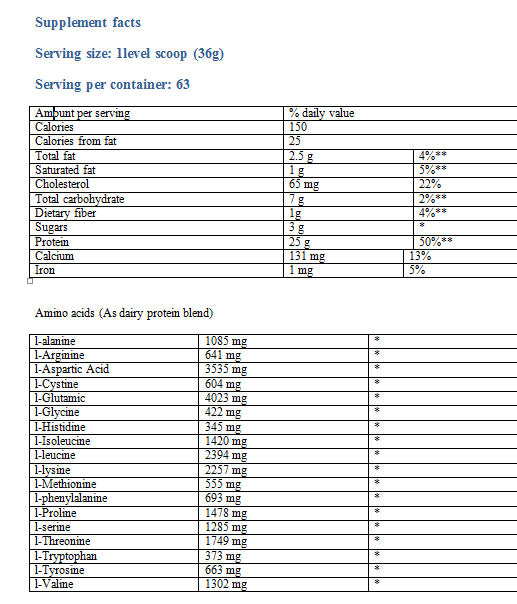 Supplement facts
Serving size: 1level scoop (36g)
Serving per container: 63
Amount per serving % daily value
Calories 150
Calories from fat 25
Total fat 2.5 g 4%**
Saturated fat 1 g 5%**
Cholesterol 65 mg 22%
Total carbohydrate 7 g 2%**
Dietary fiber 1g 4%**
Sugars 3 g *
Protein 25 g 50%**
Calcium 131 mg 13%
Iron 1 mg 5%
Amino acids (As dairy protein blend)
l-alanine 1085 mg *
l-Arginine 641 mg *
l-Aspartic Acid 3535 mg *
l-Cystine 604 mg *
l-Glutamic 4023 mg *
l-Glycine 422 mg *
l-Histidine 345 mg *
l-Isoleucine 1420 mg *
l-leucine 2394 mg *
l-lysine 2257 mg *
l-Methionine 555 mg *
l-phenylalanine 693 mg *
l-Proline 1478 mg *
l-serine 1285 mg *
l-Threonine 1749 mg *
l-Tryptophan 373 mg *
l-Tyrosine 663 mg *
l-Valine 1302 mg *